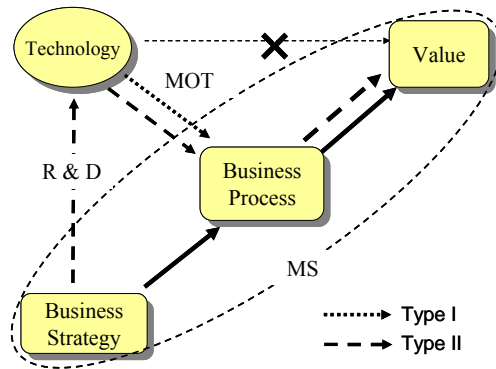 Technology
Value
MOT
R & D
Business
Process
MS
Business
Strategy
Type I
Type II